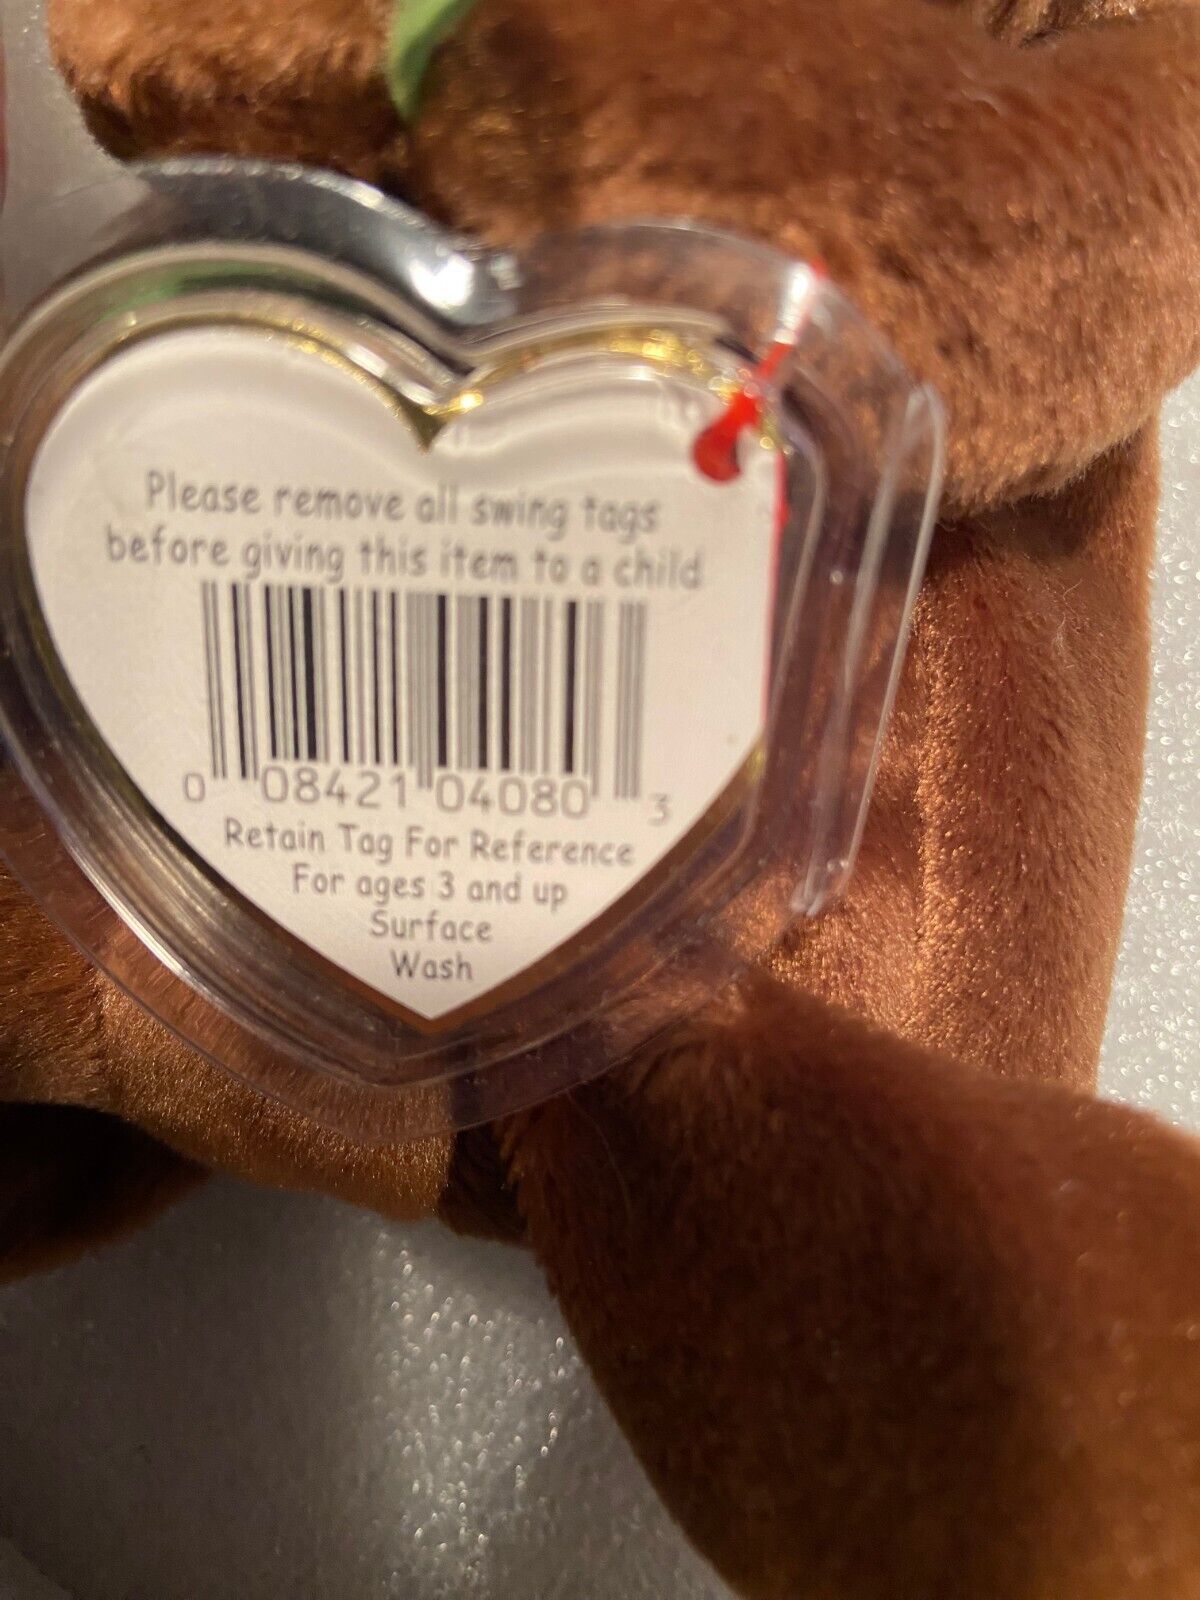 Please remove all swing tags
before giving this item to a child
0 08421 04080 3
Retain Tag For Reference
For ages 3 and up
Surface
Wash